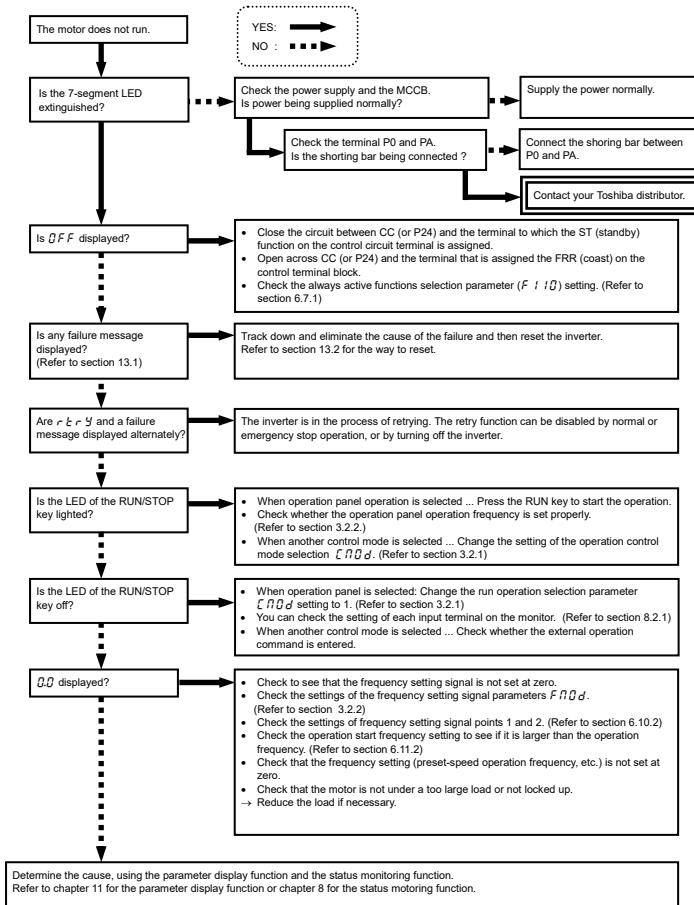 The motor does not run.
YES:
NO :
Is the 7-segment LED
extinguished?
Check the power supply and the MCCB.
Is power being supplied normally?
Supply the power normally.
Check the terminal P0 and PA.
Is the shorting bar being connected ?
Connect the shoring bar between
P0 and PA.
Contact your Toshiba distributor.
Is OFF displayed?
• Close the circuit between CC (or P24) and the terminal to which the ST (standby)
function on the control circuit terminal is assigned.
• Open across CC (or P24) and the terminal that is assigned the FRR (coast) on the
control terminal block.
• Check the always active functions selection parameter (F110) setting. (Refer to
section 6.7.1)
Is any failure message
displayed?
(Refer to section 13.1)
Track down and eliminate the cause of the failure and then reset the inverter.
Refer to section 13.2 for the way to reset.
Are rtrY and a failure
message displayed alternately?
The inverter is in the process of retrying. The retry function can be disabled by normal or
emergency stop operation, or by turning off the inverter.
Is the LED of the RUN/STOP
key lighted?
• When operation panel operation is selected ... Press the RUN key to start the operation.
• Check whether the operation panel operation frequency is set properly.
(Refer to section 3.2.2.)
• When another control mode is selected ... Change the setting of the operation control
mode selection CMOd. (Refer to section 3.2.1)
Is the LED of the RUN/STOP
key off?
• When operation panel is selected: Change the run operation selection parameter
CMOd setting to 1. (Refer to section 3.2.1)
• You can check the setting of each input terminal on the monitor. (Refer to section 8.2.1)
• When another control mode is selected ... Check whether the external operation
command is entered.
0.0 displayed?
• Check to see that the frequency setting signal is not set at zero.
• Check the settings of the frequency setting signal parameters FMOd.
(Refer to section 3.2.2)
• Check the settings of frequency setting signal points 1 and 2. (Refer to section 6.10.2)
• Check the operation start frequency setting to see if it is larger than the operation
frequency. (Refer to section 6.11.2)
• Check that the frequency setting (preset-speed operation frequency, etc.) is not set at
zero.
• Check that the motor is not under a too large load or not locked up.
→ Reduce the load if necessary.
Determine the cause, using the parameter display function and the status monitoring function.
Refer to chapter 11 for the parameter display function or chapter 8 for the status motoring function.